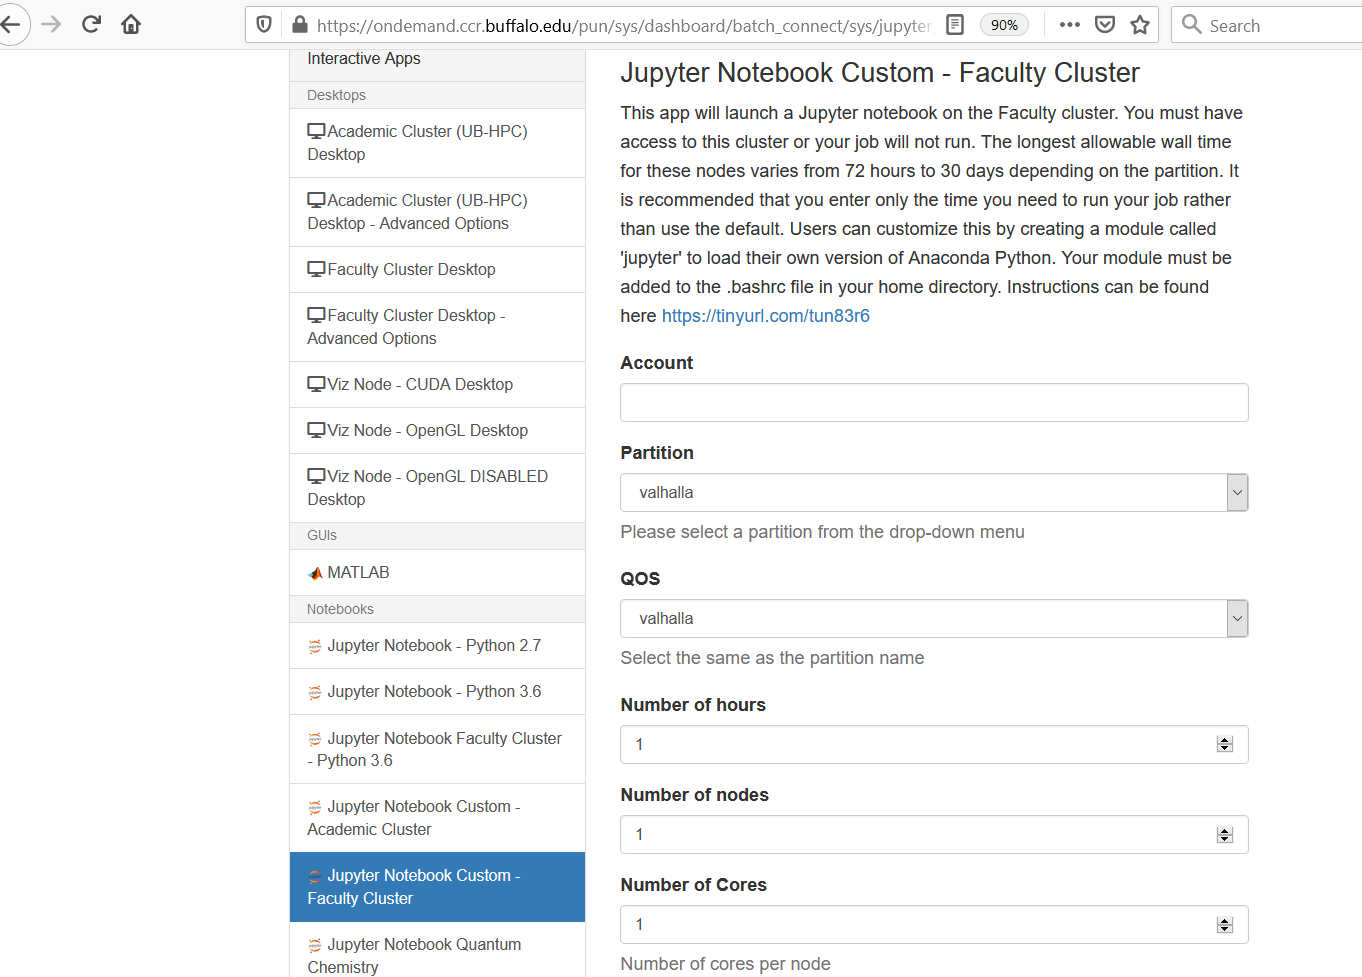 https://ondemand.ccr.buffalo.edu/pun/sys/dashboard/batch_connect/sys/jupyter
90%
Search
Interactive Apps
Desktops
Academic Cluster (UB-HPC)
Desktop
Academic Cluster (UB-HPC)
Desktop - Advanced Options
Faculty Cluster Desktop
Faculty Cluster Desktop -
Advanced Options
Viz Node - CUDA Desktop
Viz Node - OpenGL Desktop
Viz Node - OpenGL DISABLED
Desktop
GUIs
MATLAB
Notebooks
Jupyter Notebook - Python 2.7
Jupyter Notebook - Python 3.6
Jupyter Notebook Faculty Cluster
- Python 3.6
Jupyter Notebook Custom -
Academic Cluster
Jupyter Notebook Custom -
Faculty Cluster
Jupyter Notebook Quantum
Chemistry
Jupyter Notebook Custom - Faculty Cluster
This app will launch a Jupyter notebook on the Faculty cluster. You must have
access to this cluster or your job will not run. The longest allowable wall time
for these nodes varies from 72 hours to 30 days depending on the partition. It
is recommended that you enter only the time you need to run your job rather
than use the default. Users can customize this by creating a module called
'jupyter' to load their own version of Anaconda Python. Your module must be
added to the .bashrc file in your home directory. Instructions can be found
here https://tinyurl.com/tun83r6
Account
Partition
valhalla
Please select a partition from the drop-down menu
QOS
valhalla
Select the same as the partition name
Number of hours
1
Number of nodes
1
Number of Cores
1
Number of cores per node